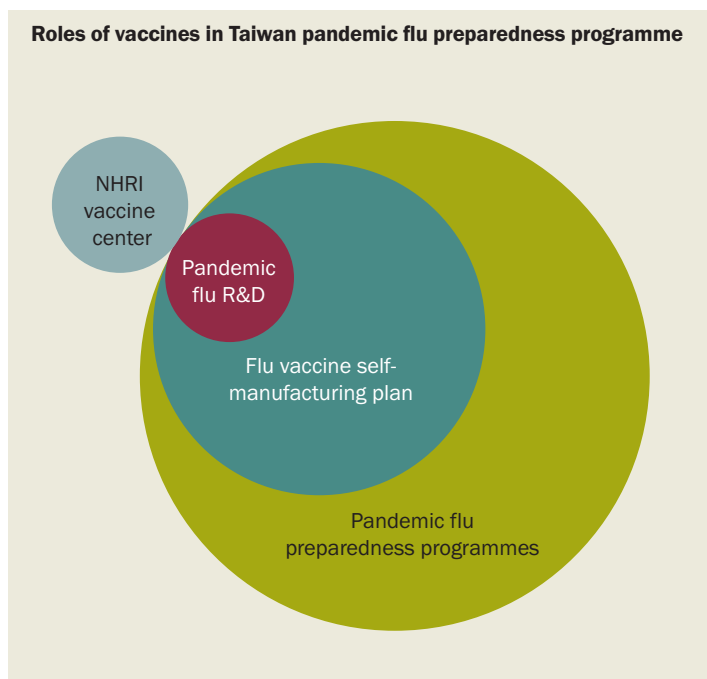 Roles of vaccines in Taiwan pandemic flu preparedness programme
NHRI
vaccine
center
Pandemic
flu R&D
Flu vaccine self-
manufacturing plan
Pandemic flu
preparedness programmes